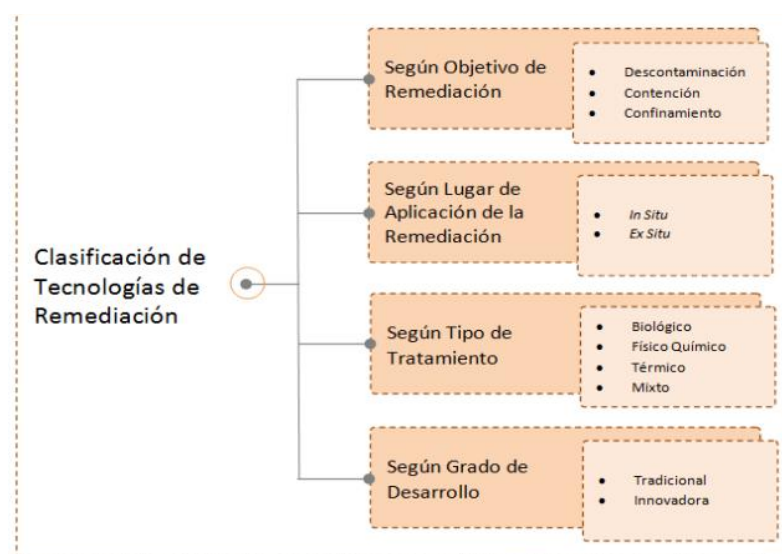 Clasificación de
Tecnologías de
Remediación
Según Objetivo de
Remediación
• Descontaminación
• Contención
• Confinamiento
Según Lugar de
Aplicación de la
Remediación
• In Situ
• Ex Situ
Según Tipo de
Tratamiento
• Biológico
• Físico Químico
• Térmico
• Mixto
Según Grado de
Desarrollo
• Tradicional
• Innovadora